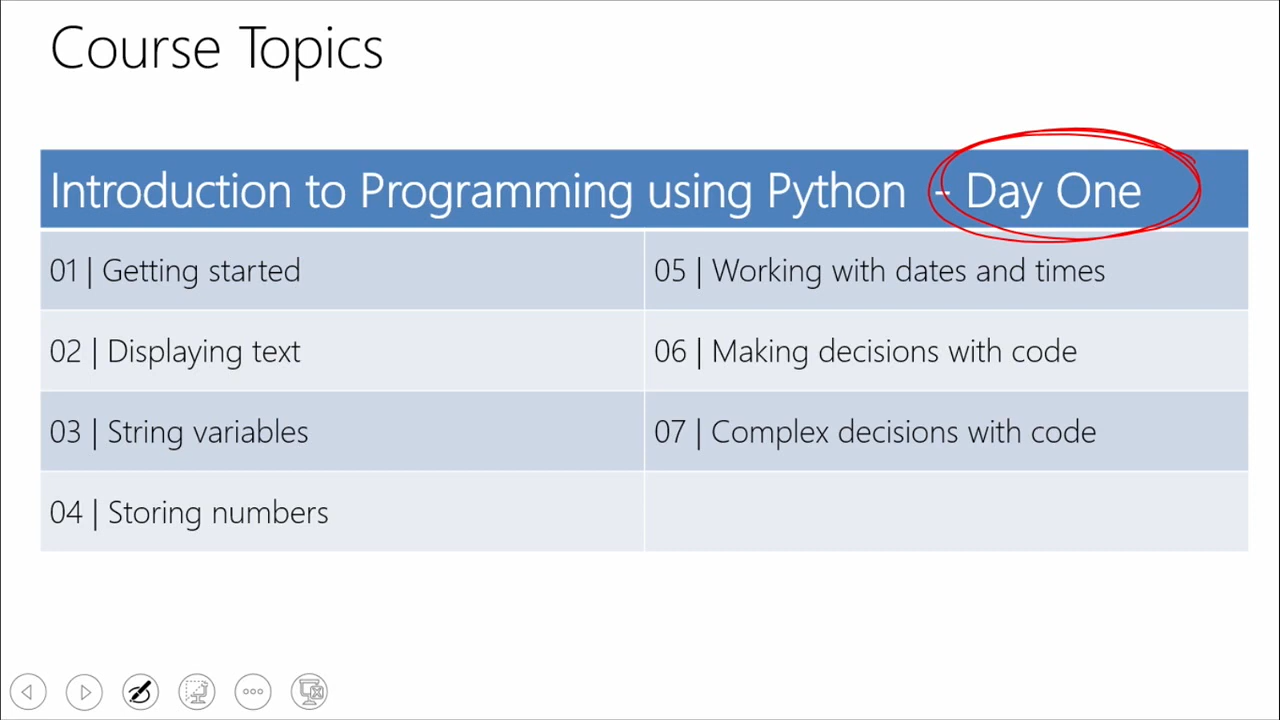 Course Topics
Introduction to Programming using Python - Day One
01 | Getting started
05 | Working with dates and times
02 | Displaying text
06 | Making decisions with code
03 | String variables
07 | Complex decisions with code
04 | Storing numbers